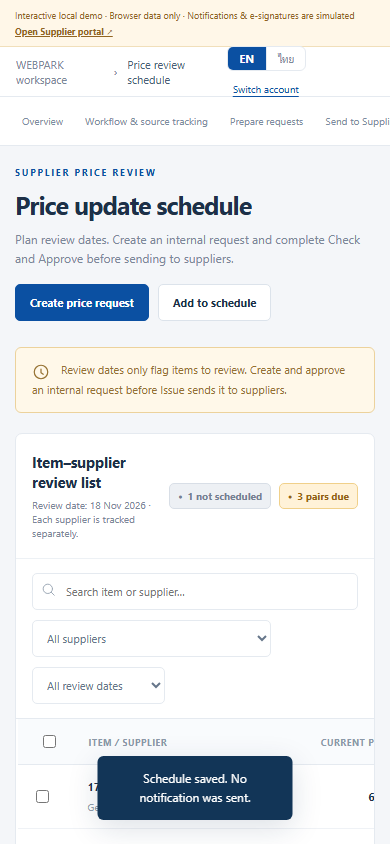 Interactive local demo · Browser data only · Notifications & e-signatures are simulated
Open Supplier portal ↗
WEBPARK workspace
›
Price review schedule
EN
ไทย
Switch account
Overview
Workflow & source tracking
Prepare requests
Send to Suppli
SUPPLIER PRICE REVIEW
Price update schedule
Plan review dates. Create an internal request and complete Check
and Approve before sending to suppliers.
Create price request
Add to schedule
Review dates only flag items to review. Create and approve
an internal request before Issue sends it to suppliers.
Item–supplier
review list
Review date: 18 Nov 2026 ·
Each supplier is tracked
separately.
• 1 not scheduled
• 3 pairs due
Search item or supplier...
All suppliers
All review dates
ITEM / SUPPLIER
CURRENT P
17
6
Ge
Schedule saved. No
notification was sent.